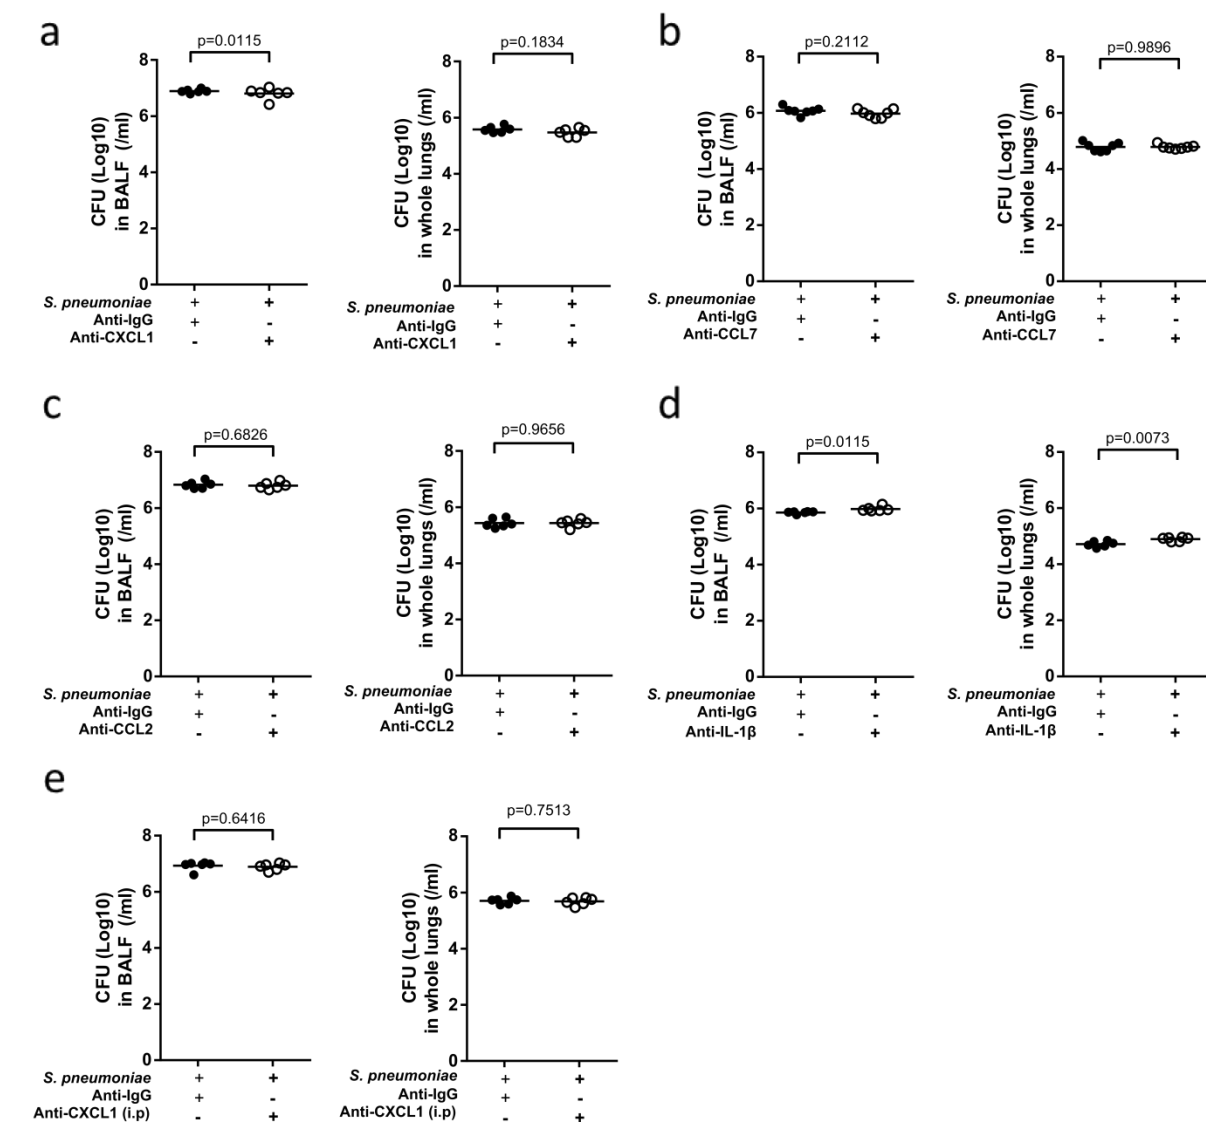 a
p=0.0115
CFU (Log10)
in BALF (/ml)
8
6
4
2
0
S. pneumoniae + +
Anti-IgG + -
Anti-CXCL1 - +
p=0.1834
CFU (Log10)
in whole lungs (/ml)
8
6
4
2
0
S. pneumoniae + +
Anti-IgG + -
Anti-CXCL1 - +
b
p=0.2112
CFU (Log10)
in BALF (/ml)
8
6
4
2
0
S. pneumoniae + +
Anti-IgG + -
Anti-CCL7 - +
p=0.9896
CFU (Log10)
in whole lungs (/ml)
8
6
4
2
0
S. pneumoniae + +
Anti-IgG + -
Anti-CCL7 - +
c
p=0.6826
CFU (Log10)
in BALF (/ml)
8
6
4
2
0
S. pneumoniae + +
Anti-IgG + -
Anti-CCL2 - +
p=0.9656
CFU (Log10)
in whole lungs (/ml)
8
6
4
2
0
S. pneumoniae + +
Anti-IgG + -
Anti-CCL2 - +
d
p=0.0115
CFU (Log10)
in BALF (/ml)
8
6
4
2
0
S. pneumoniae + +
Anti-IgG + -
Anti-IL-1β - +
p=0.0073
CFU (Log10)
in whole lungs (/ml)
8
6
4
2
0
S. pneumoniae + +
Anti-IgG + -
Anti-IL-1β - +
e
p=0.6416
CFU (Log10)
in BALF (/ml)
8
6
4
2
0
S. pneumoniae + +
Anti-IgG + -
Anti-CXCL1 (i.p) - +
p=0.7513
CFU (Log10)
in whole lungs (/ml)
8
6
4
2
0
S. pneumoniae + +
Anti-IgG + -
Anti-CXCL1 (i.p) - +